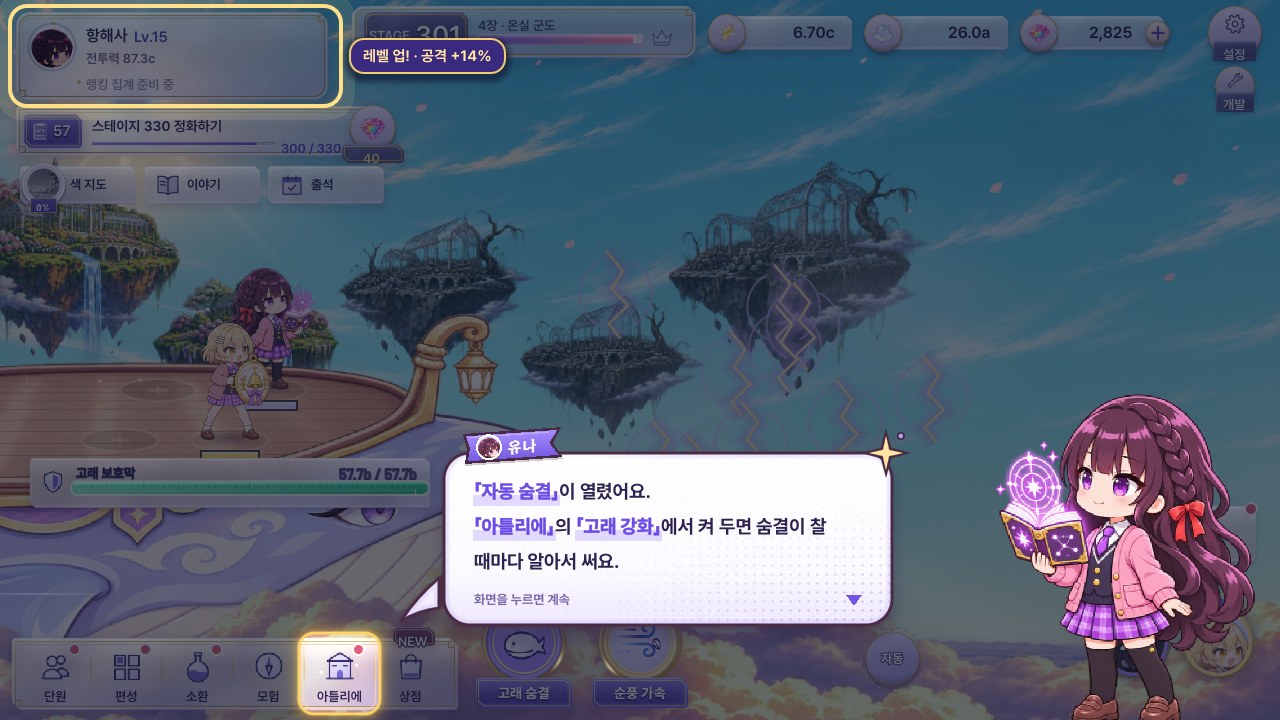 항해사 Lv.15
전투력 87.3c
* 랭킹 집계 준비 중
STAGE 301
4장 · 온실 군도
레벨 업! · 공격 +14%
6.70c
26.0a
2,825
설정
개발
57
스테이지 330 정화하기
300 / 330
40
색 지도
0%
이야기
출석
고래 보호막
57.7b / 57.7b
유나
『자동 숨결』이 열렸어요.
『아틀리에』의 『고래 강화』에서 켜 두면 숨결이 찰
때마다 알아서 써요.
화면을 누르면 계속
단원
편성
소환
모험
아틀리에
NEW
상점
고래 숨결
순풍 가속
자동